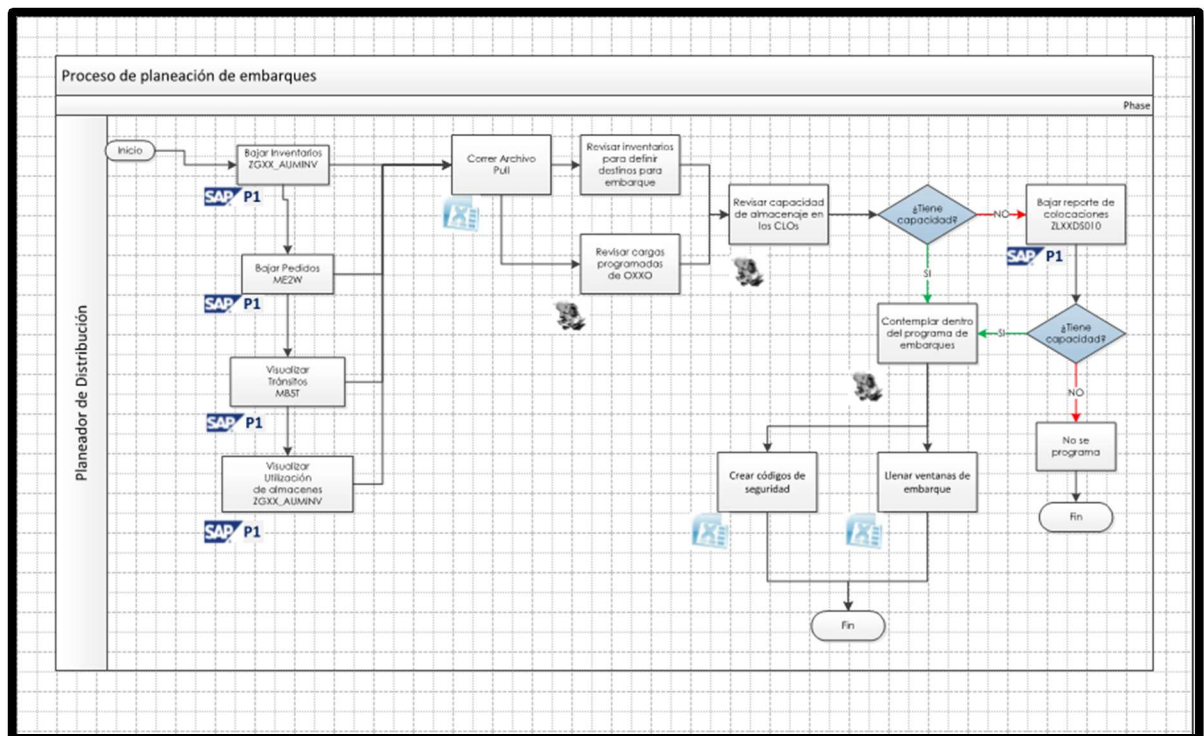 Proceso de planeación de embarques
Phase
Planeador de Distribución
Inicio
Bajar Inventarios
ZGXX_AUMINV
SAP P1
Bajar Pedidos
ME2W
SAP P1
Visualizar
Tránsitos
MB5T
SAP P1
Visualizar
Utilización
de almacenes
ZGXX_AUMINV
SAP P1
Correr Archivo
Pull
Revisar inventarios
para definir
destinos para
embarque
Revisar cargas
programadas
de OXXO
Revisar capacidad
de almacenaje en
los CLOs
¿Tiene
capacidad?
NO
SI
Bajar reporte de
colocaciones
ZLXXDS010
SAP P1
¿Tiene
capacidad?
SI
NO
Contemplar dentro
del programa de
embarques
No se
programa
Fin
Crear códigos de
seguridad
Llenar ventanas de
embarque
Fin